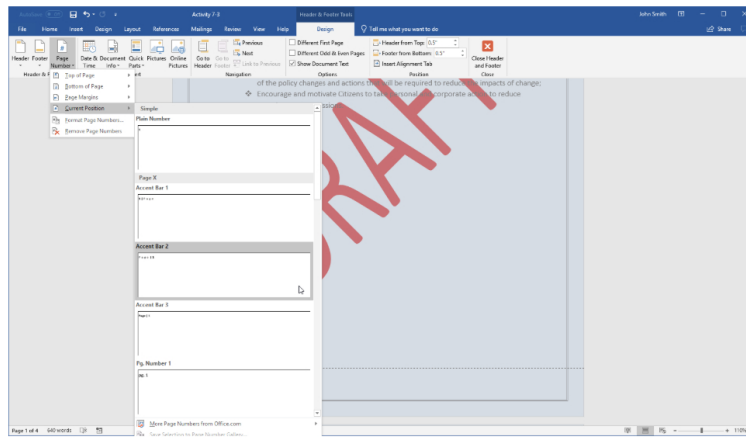 AutoSave
Activity 7-3
Header & Footer Tools
John Smith
File Home Insert Design Layout References Mailings Review View Help Design Tell me what you want to do Share
Header Footer Page Number Date & Time Document Info Quick Parts Pictures Online Pictures Go to Header Go to Footer
Previous
Next
Link to Previous
Different First Page
Different Odd & Even Pages
Show Document Text
Header from Top: 0.5"
Footer from Bottom: 0.5"
Insert Alignment Tab
Close Header and Footer
Navigation Options Position Close
Top of Page
Bottom of Page
Page Margins
Current Position
Format Page Numbers...
Remove Page Numbers
Simple
Plain Number
Page X
Accent Bar 1
Accent Bar 2
Accent Bar 3
Pg. Number 1
More Page Numbers from Office.com
Save Selection to Page Number Gallery...
of the policy changes and actions that will be required to reduce the impacts of change;
Encourage and motivate Citizens to take personal and corporate action to reduce
DRAFT
Page 1 of 4 640 words
110%